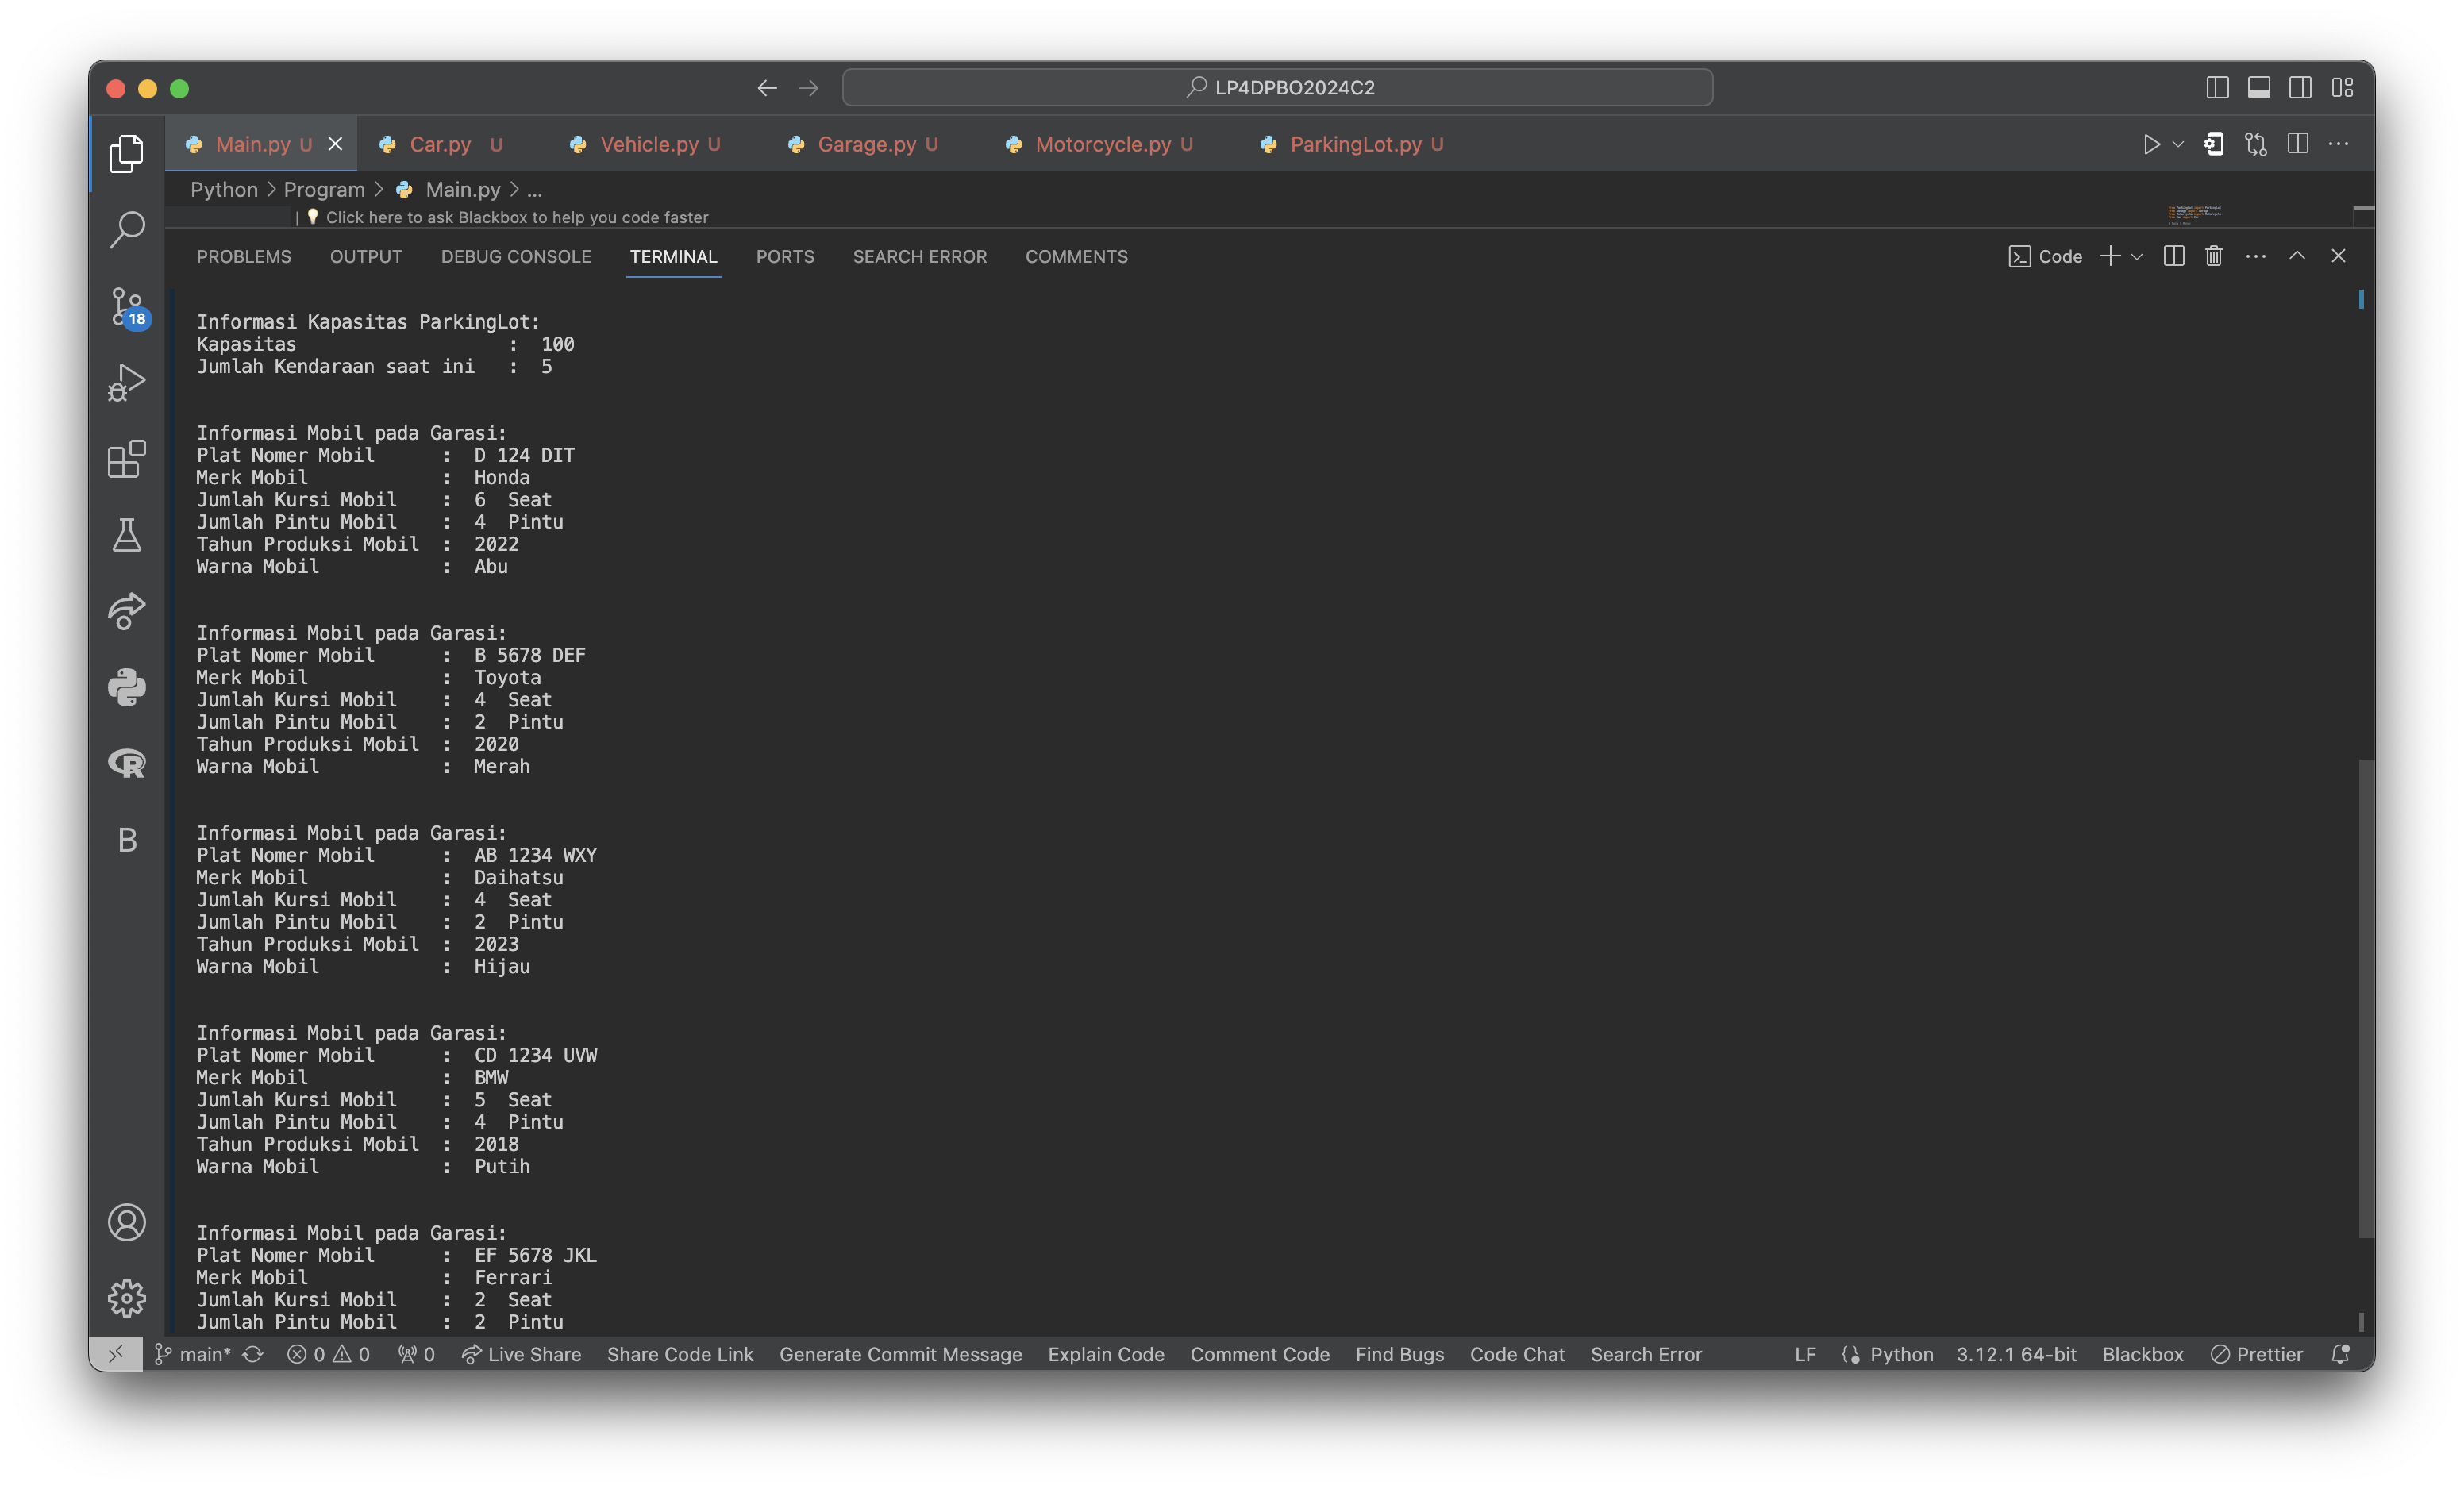 LP4DPBO2024C2
Main.py U Car.py U Vehicle.py U Garage.py U Motorcycle.py U ParkingLot.py U
Python > Program > Main.py > ...
Click here to ask Blackbox to help you code faster
PROBLEMS OUTPUT DEBUG CONSOLE TERMINAL PORTS SEARCH ERROR COMMENTS Code
18
B
Informasi Kapasitas ParkingLot:
Kapasitas : 100
Jumlah Kendaraan saat ini : 5
Informasi Mobil pada Garasi:
Plat Nomer Mobil : D 124 DIT
Merk Mobil : Honda
Jumlah Kursi Mobil : 6 Seat
Jumlah Pintu Mobil : 4 Pintu
Tahun Produksi Mobil : 2022
Warna Mobil : Abu
Informasi Mobil pada Garasi:
Plat Nomer Mobil : B 5678 DEF
Merk Mobil : Toyota
Jumlah Kursi Mobil : 4 Seat
Jumlah Pintu Mobil : 2 Pintu
Tahun Produksi Mobil : 2020
Warna Mobil : Merah
Informasi Mobil pada Garasi:
Plat Nomer Mobil : AB 1234 WXY
Merk Mobil : Daihatsu
Jumlah Kursi Mobil : 4 Seat
Jumlah Pintu Mobil : 2 Pintu
Tahun Produksi Mobil : 2023
Warna Mobil : Hijau
Informasi Mobil pada Garasi:
Plat Nomer Mobil : CD 1234 UVW
Merk Mobil : BMW
Jumlah Kursi Mobil : 5 Seat
Jumlah Pintu Mobil : 4 Pintu
Tahun Produksi Mobil : 2018
Warna Mobil : Putih
Informasi Mobil pada Garasi:
Plat Nomer Mobil : EF 5678 JKL
Merk Mobil : Ferrari
Jumlah Kursi Mobil : 2 Seat
Jumlah Pintu Mobil : 2 Pintu
main* 0 0 0 Live Share Share Code Link Generate Commit Message Explain Code Comment Code Find Bugs Code Chat Search Error LF Python 3.12.1 64-bit Blackbox Prettier